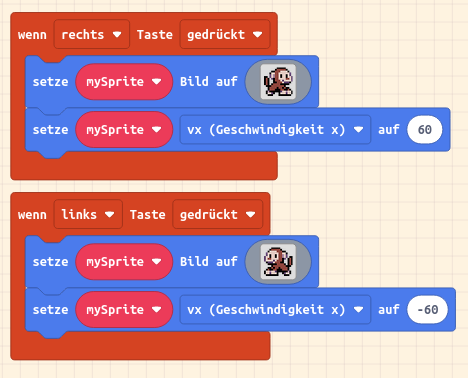 wenn rechts Taste gedrückt
setze mySprite Bild auf
setze mySprite vx (Geschwindigkeit x) auf 60
wenn links Taste gedrückt
setze mySprite Bild auf
setze mySprite vx (Geschwindigkeit x) auf -60